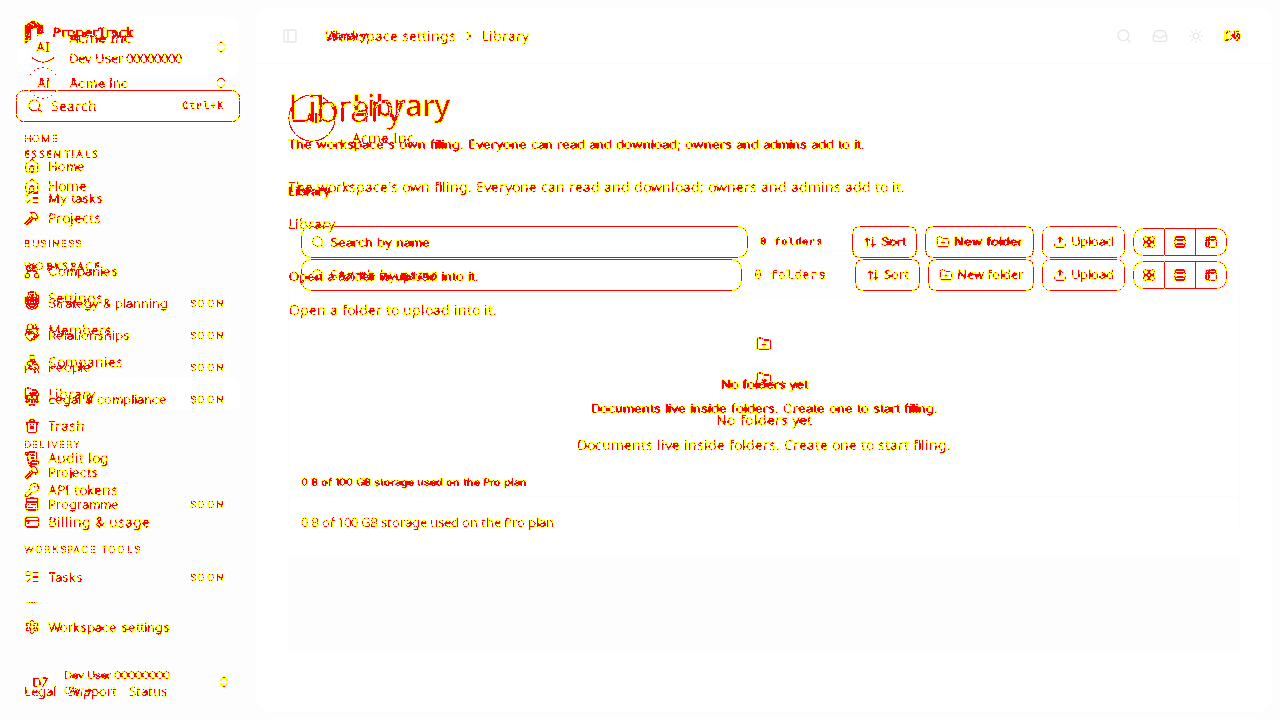 ProperTrack
Acme Inc
AI
Dev User 00000000
AI Acme Inc
Search Ctrl+K
HOME
ESSENTIALS
Home
Home
My tasks
Projects
BUSINESS
WORKSPACE
Companies
Settings
Strategy & planning SOON
Members
Relationships SOON
Companies
People SOON
Library
Legal & compliance SOON
Trash
DELIVERY
Audit log
Projects
API tokens
Programme SOON
Billing & usage
WORKSPACE TOOLS
Tasks SOON
Workspace settings
D7 Dev User 00000000
Legal Support Status
Library
Workspace settings > Library
Library
Library
Acme Inc
The workspace's own filing. Everyone can read and download; owners and admins add to it.
The workspace's own filing. Everyone can read and download; owners and admins add to it.
Library
Library
Search by name 0 folders Sort New folder Upload
Search by name 0 folders Sort New folder Upload
Open a folder to upload into it.
Open a folder to upload into it.
No folders yet
Documents live inside folders. Create one to start filing.
No folders yet
Documents live inside folders. Create one to start filing.
0 B of 100 GB storage used on the Pro plan
0 B of 100 GB storage used on the Pro plan